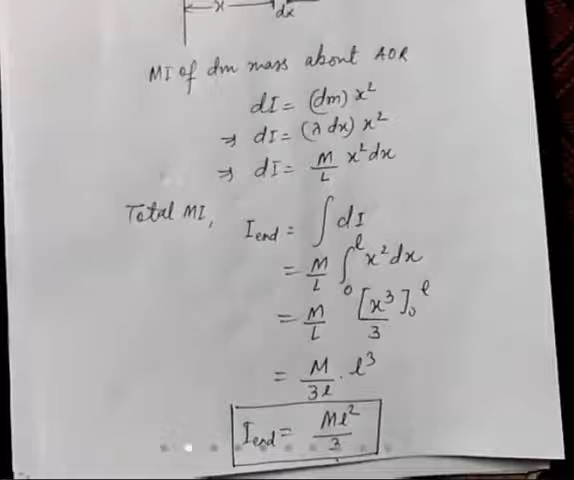 x
dx
MI of dm mass about AOR
dI = (dm) x²
⇒ dI = (λ dx) x²
⇒ dI = M/L x² dx
Total MI, I_end = ∫ dI
= M/L ∫₀^l x² dx
= M/L [x³/3]₀^l
= M/3l · l³
I_end = Ml²/3